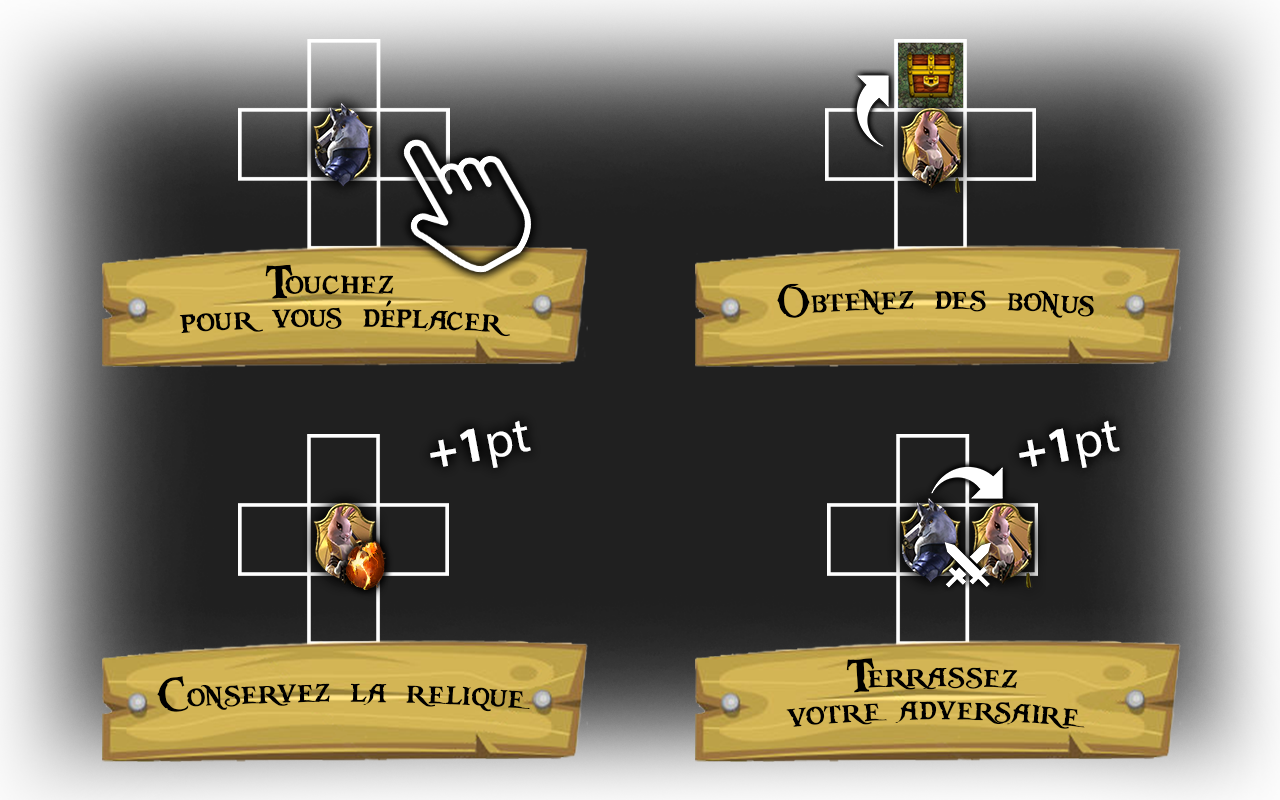 Touchez
pour vous déplacer
Obtenez des bonus
+1pt
Conservez la relique
+1pt
Terrassez
votre adversaire